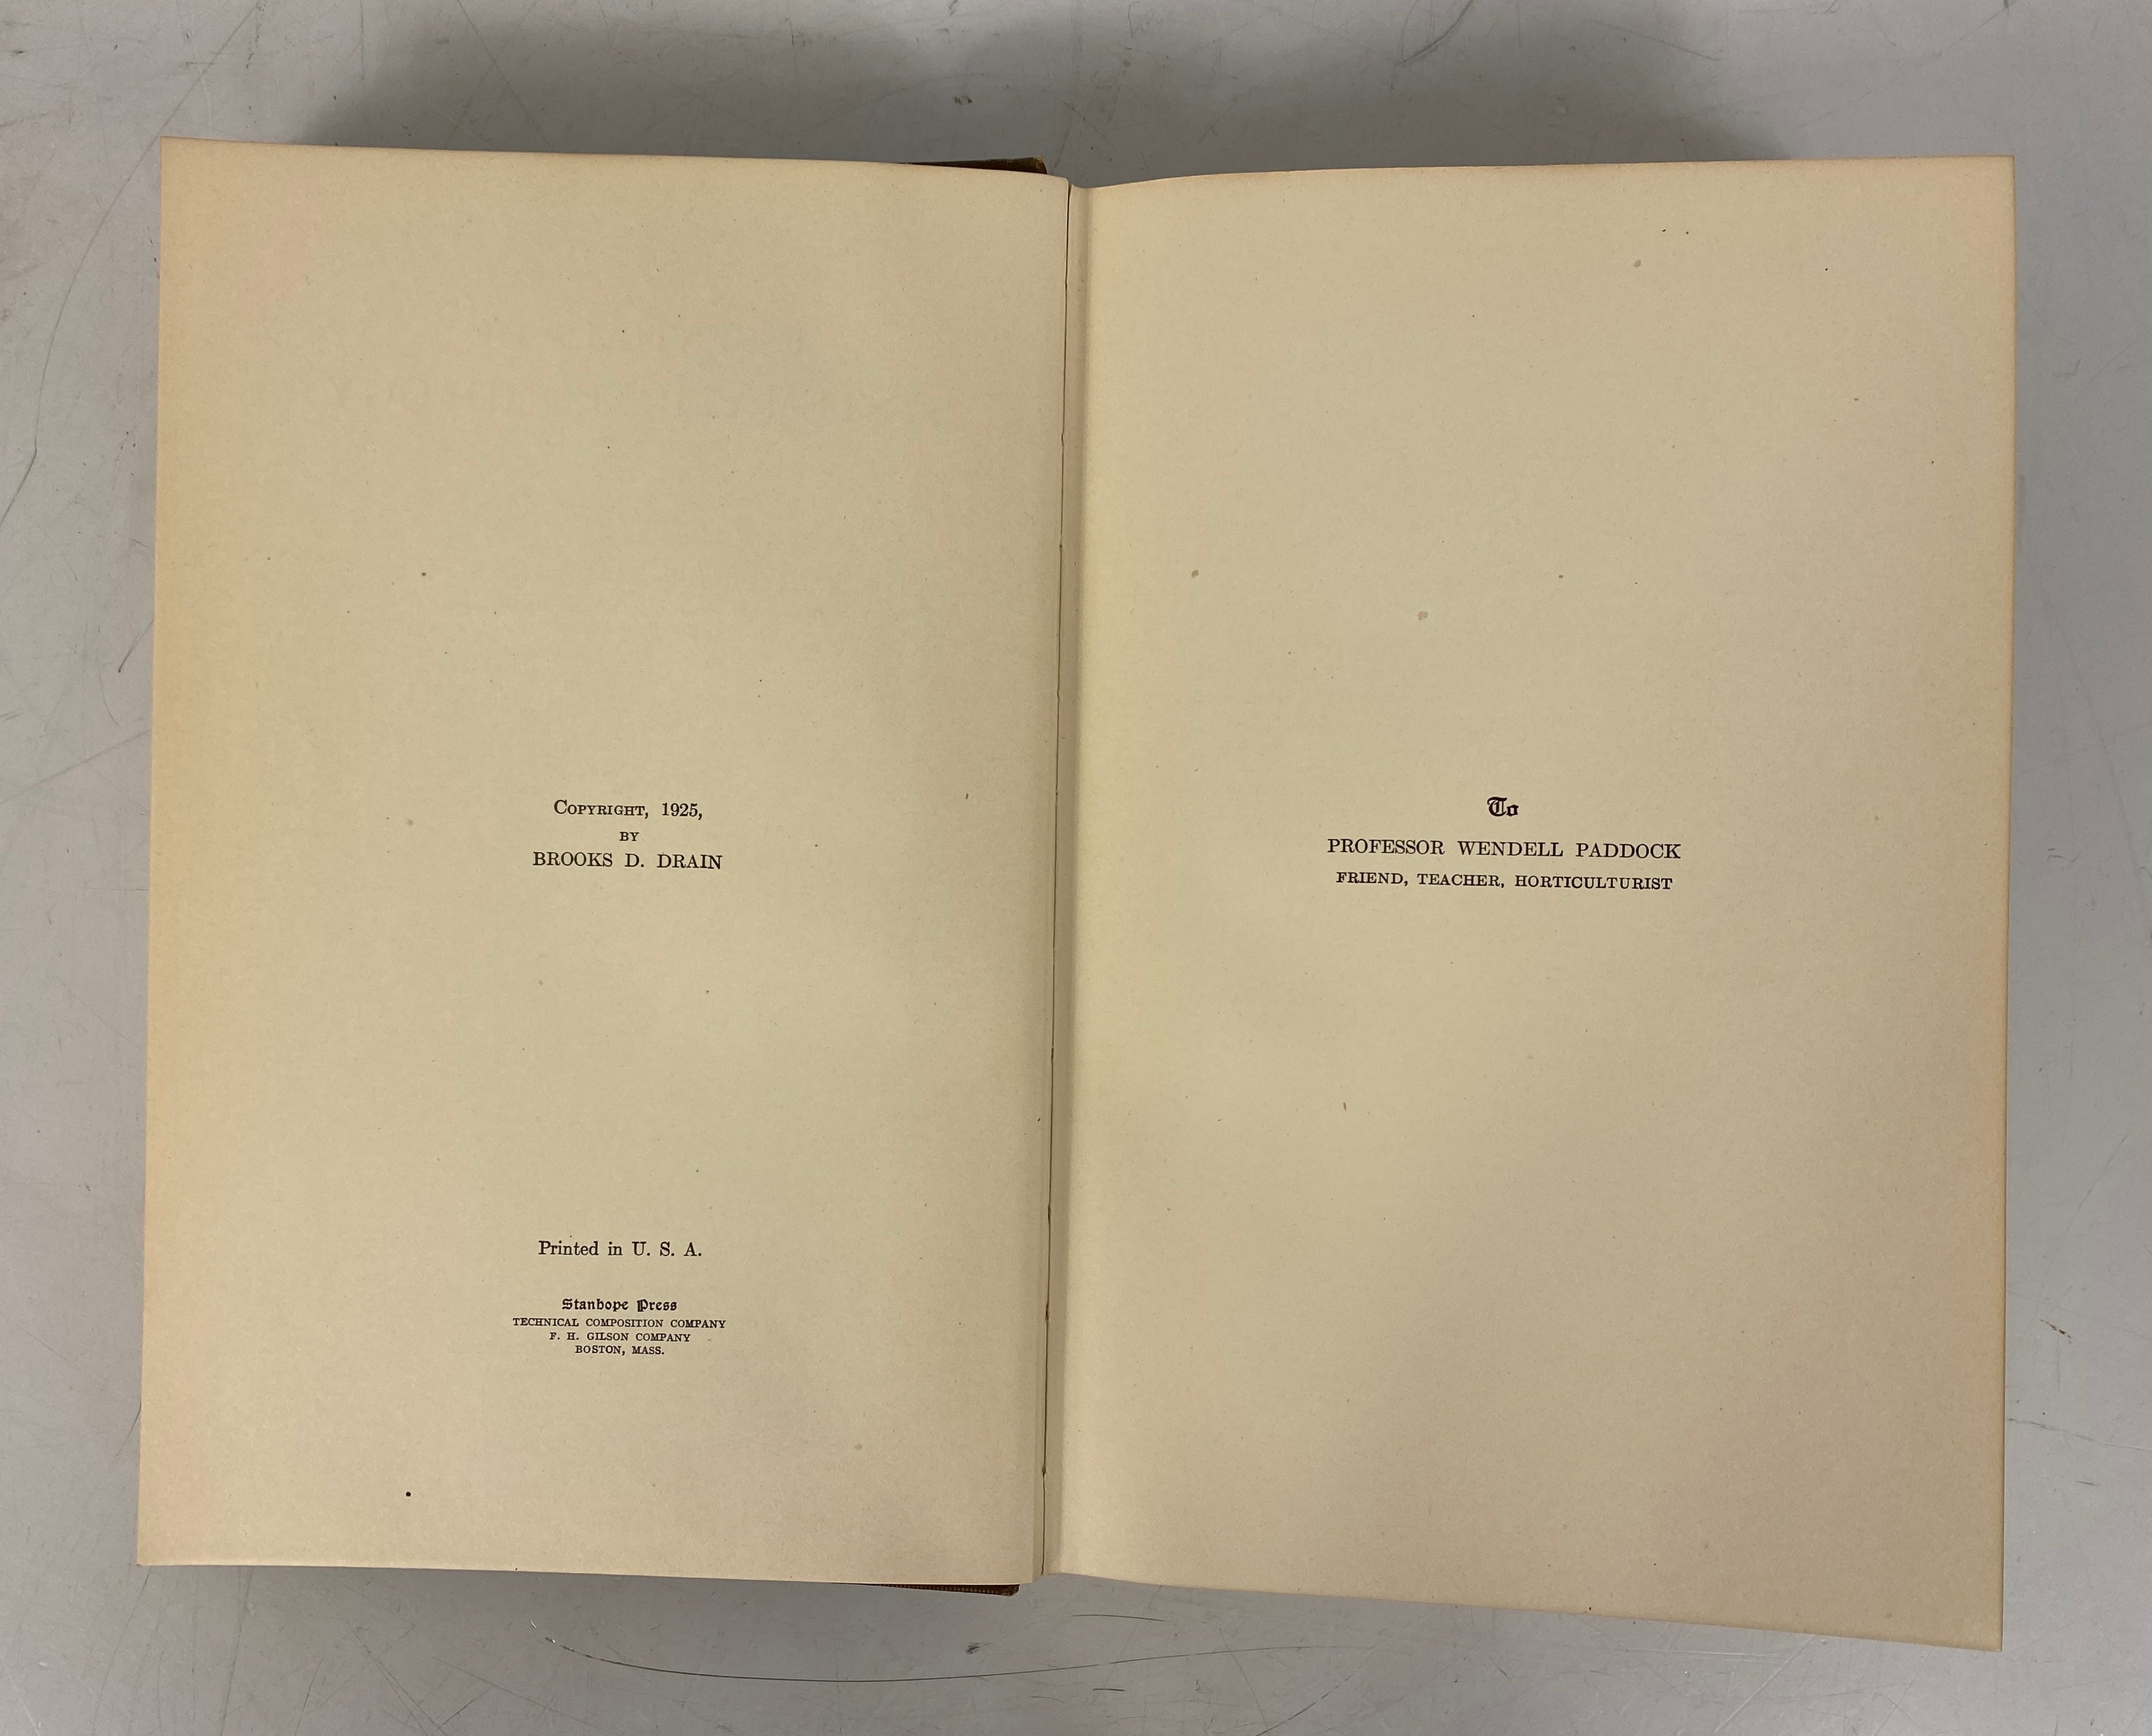 Copyright, 1925,
BY
BROOKS D. DRAIN
Printed in U. S. A.
Stanhope Press
TECHNICAL COMPOSITION COMPANY
F. H. GILSON COMPANY
BOSTON, MASS.
To
PROFESSOR WENDELL PADDOCK
FRIEND, TEACHER, HORTICULTURIST